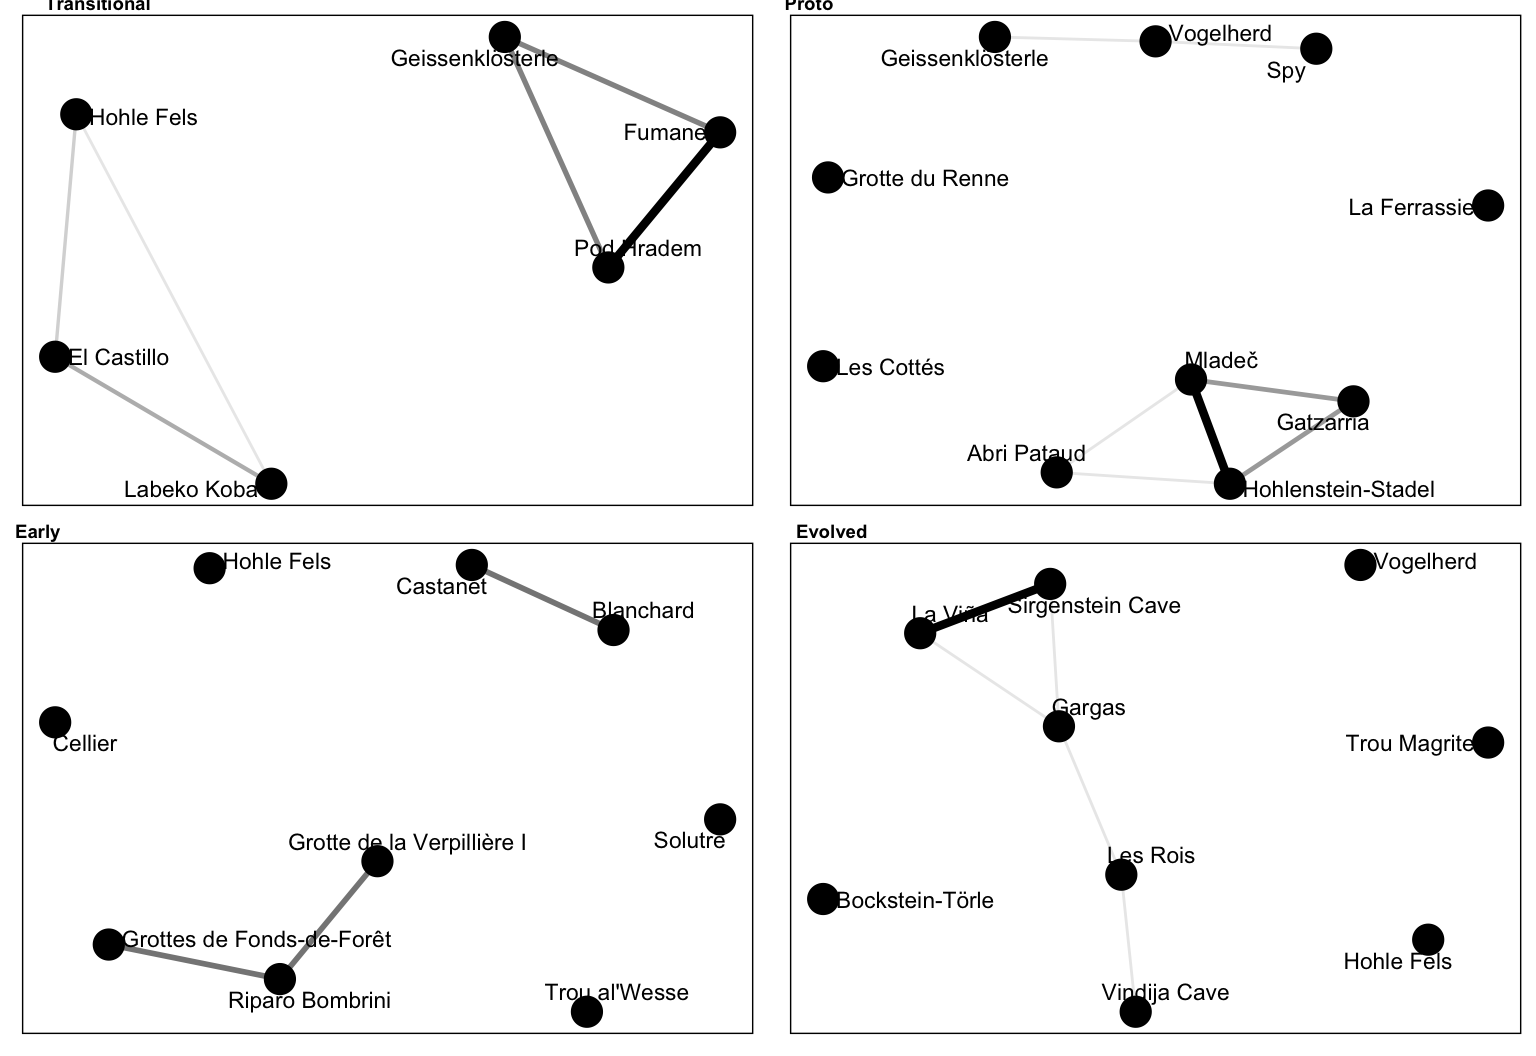 Transitional
Geissenklösterle
Hohle Fels
Fumane
Pod Hradem
El Castillo
Labeko Koba
Proto
Vogelherd
Geissenklösterle
Spy
Grotte du Renne
La Ferrassie
Mladeč
Les Cottés
Gatzarria
Abri Pataud
Hohlenstein-Stadel
Early
Hohle Fels
Castanet
Blanchard
Cellier
Solutré
Grotte de la Verpillière I
Grottes de Fonds-de-Forêt
Riparo Bombrini
Trou al'Wesse
Evolved
Vogelherd
Sirgenstein Cave
La Viña
Gargas
Trou Magrite
Les Rois
Bockstein-Törle
Hohle Fels
Vindija Cave